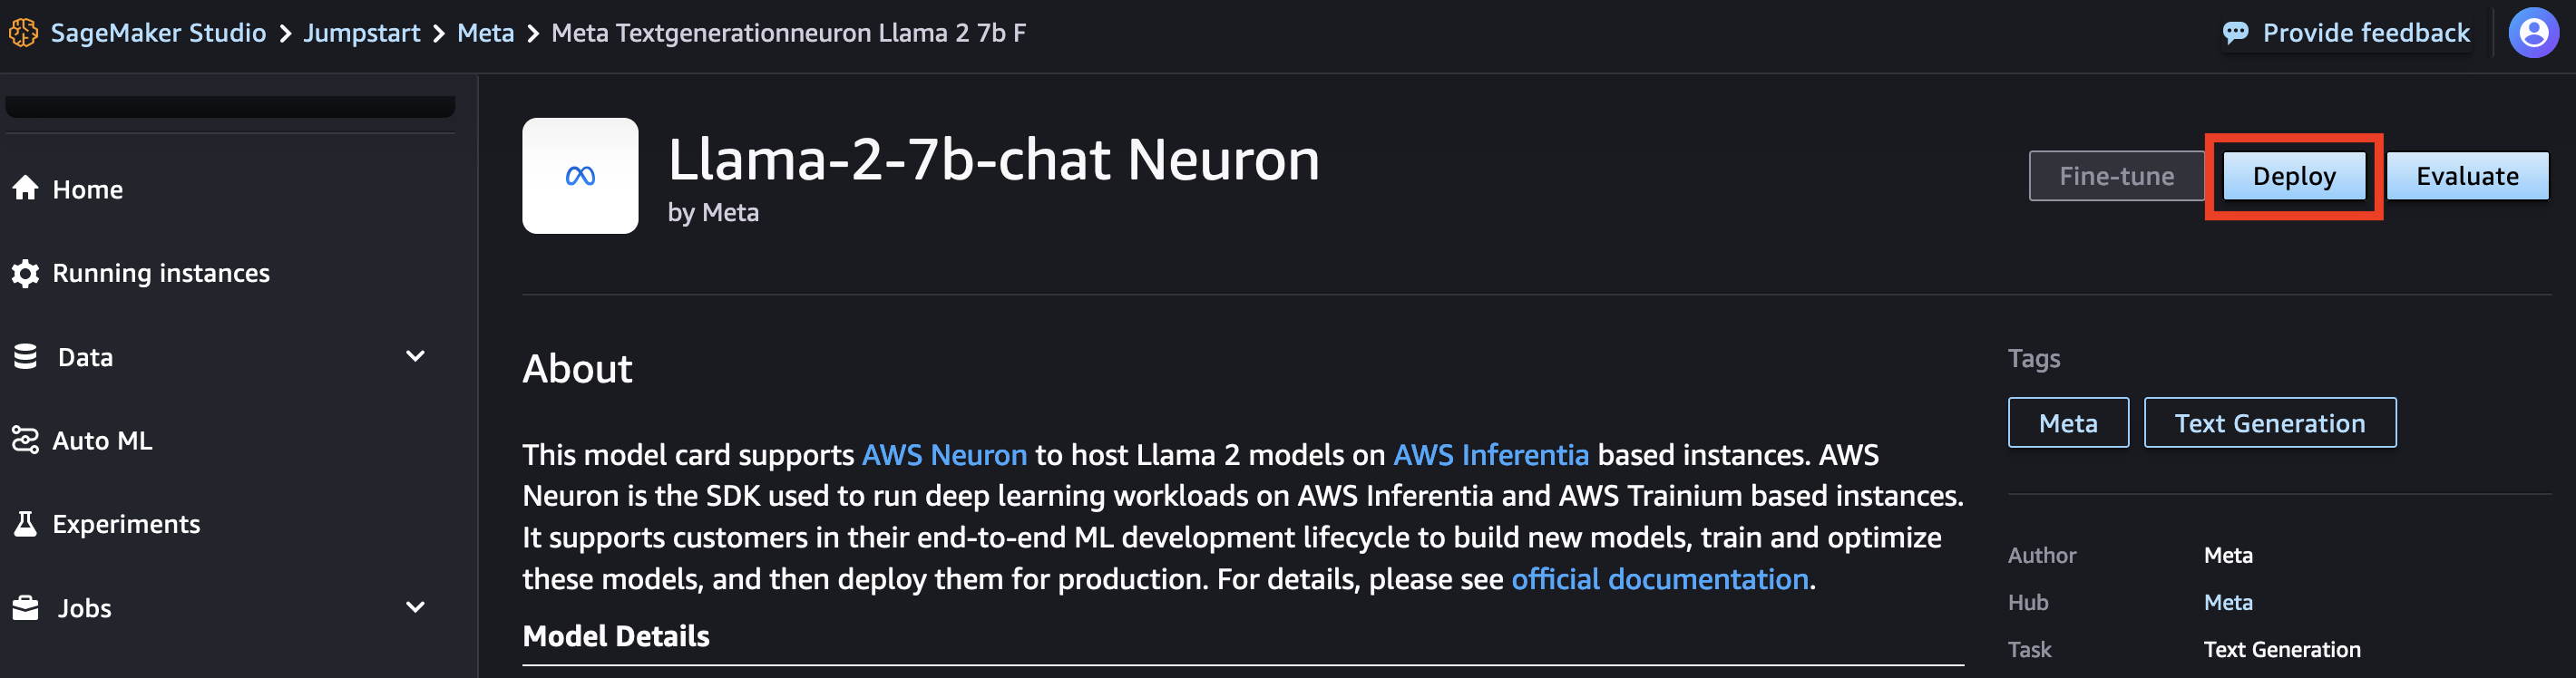 SageMaker Studio > Jumpstart > Meta > Meta Textgenerationneuron Llama 2 7b F
Provide feedback
Home
Running instances
Data
Auto ML
Experiments
Jobs
Llama-2-7b-chat Neuron
by Meta
Fine-tune
Deploy
Evaluate
About
This model card supports AWS Neuron to host Llama 2 models on AWS Inferentia based instances. AWS
Neuron is the SDK used to run deep learning workloads on AWS Inferentia and AWS Trainium based instances.
It supports customers in their end-to-end ML development lifecycle to build new models, train and optimize
these models, and then deploy them for production. For details, please see official documentation.
Model Details
Tags
Meta
Text Generation
Author Meta
Hub Meta
Task Text Generation